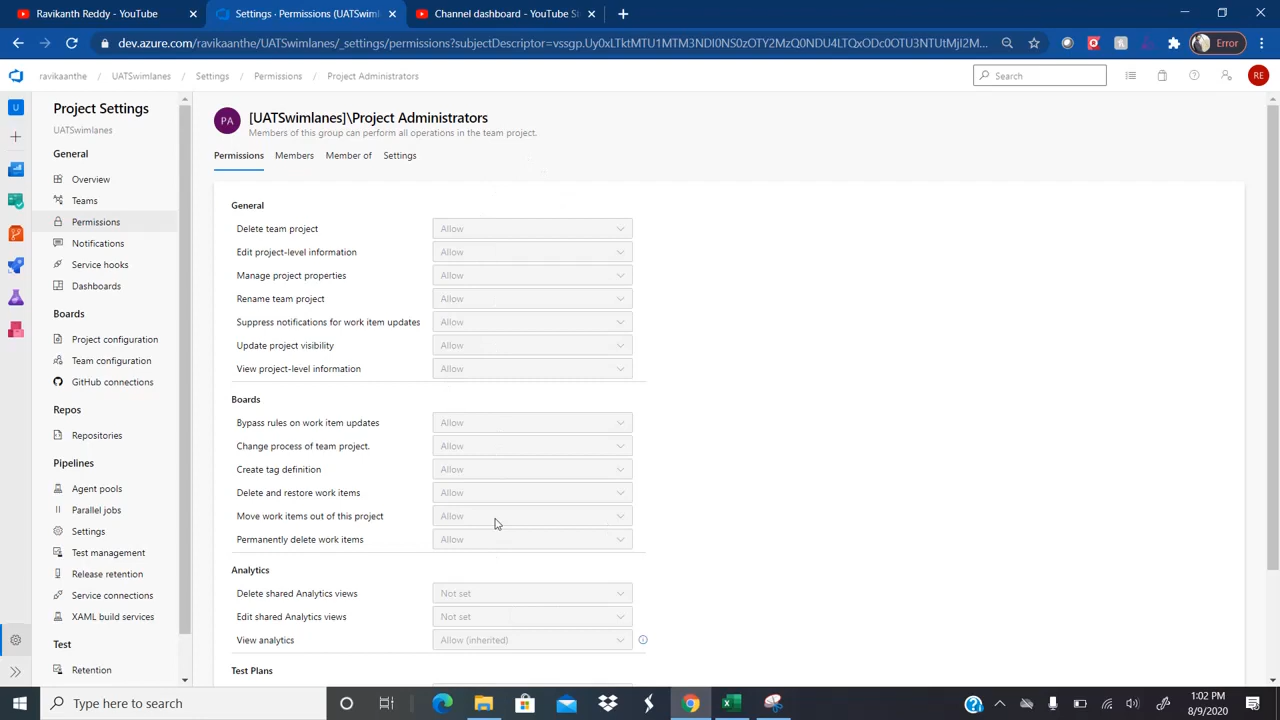 Ravikanth Reddy - YouTube
Settings · Permissions (UATSwiml
Channel dashboard - YouTube St
dev.azure.com/ravikaanthe/UATSwimlanes/_settings/permissions?subjectDescriptor=vssgp.
Error
ravikaanthe / UATSwimlanes / Settings / Permissions / Project Administrators
Search
RE
U
Project Settings
UATSwimlanes
General
Overview
Teams
Permissions
Notifications
Service hooks
Dashboards
Boards
Project configuration
Team configuration
GitHub connections
Repos
Repositories
Pipelines
Agent pools
Parallel jobs
Settings
Test management
Release retention
Service connections
XAML build services
Test
Retention
PA
[UATSwimlanes]\Project Administrators
Members of this group can perform all operations in the team project.
Permissions Members Member of Settings
General
Delete team project Allow
Edit project-level information Allow
Manage project properties Allow
Rename team project Allow
Suppress notifications for work item updates Allow
Update project visibility Allow
View project-level information Allow
Boards
Bypass rules on work item updates Allow
Change process of team project. Allow
Create tag definition Allow
Delete and restore work items Allow
Move work items out of this project Allow
Permanently delete work items Allow
Analytics
Delete shared Analytics views Not set
Edit shared Analytics views Not set
View analytics Allow (inherited)
Test Plans
Type here to search
1:02 PM
8/9/2020